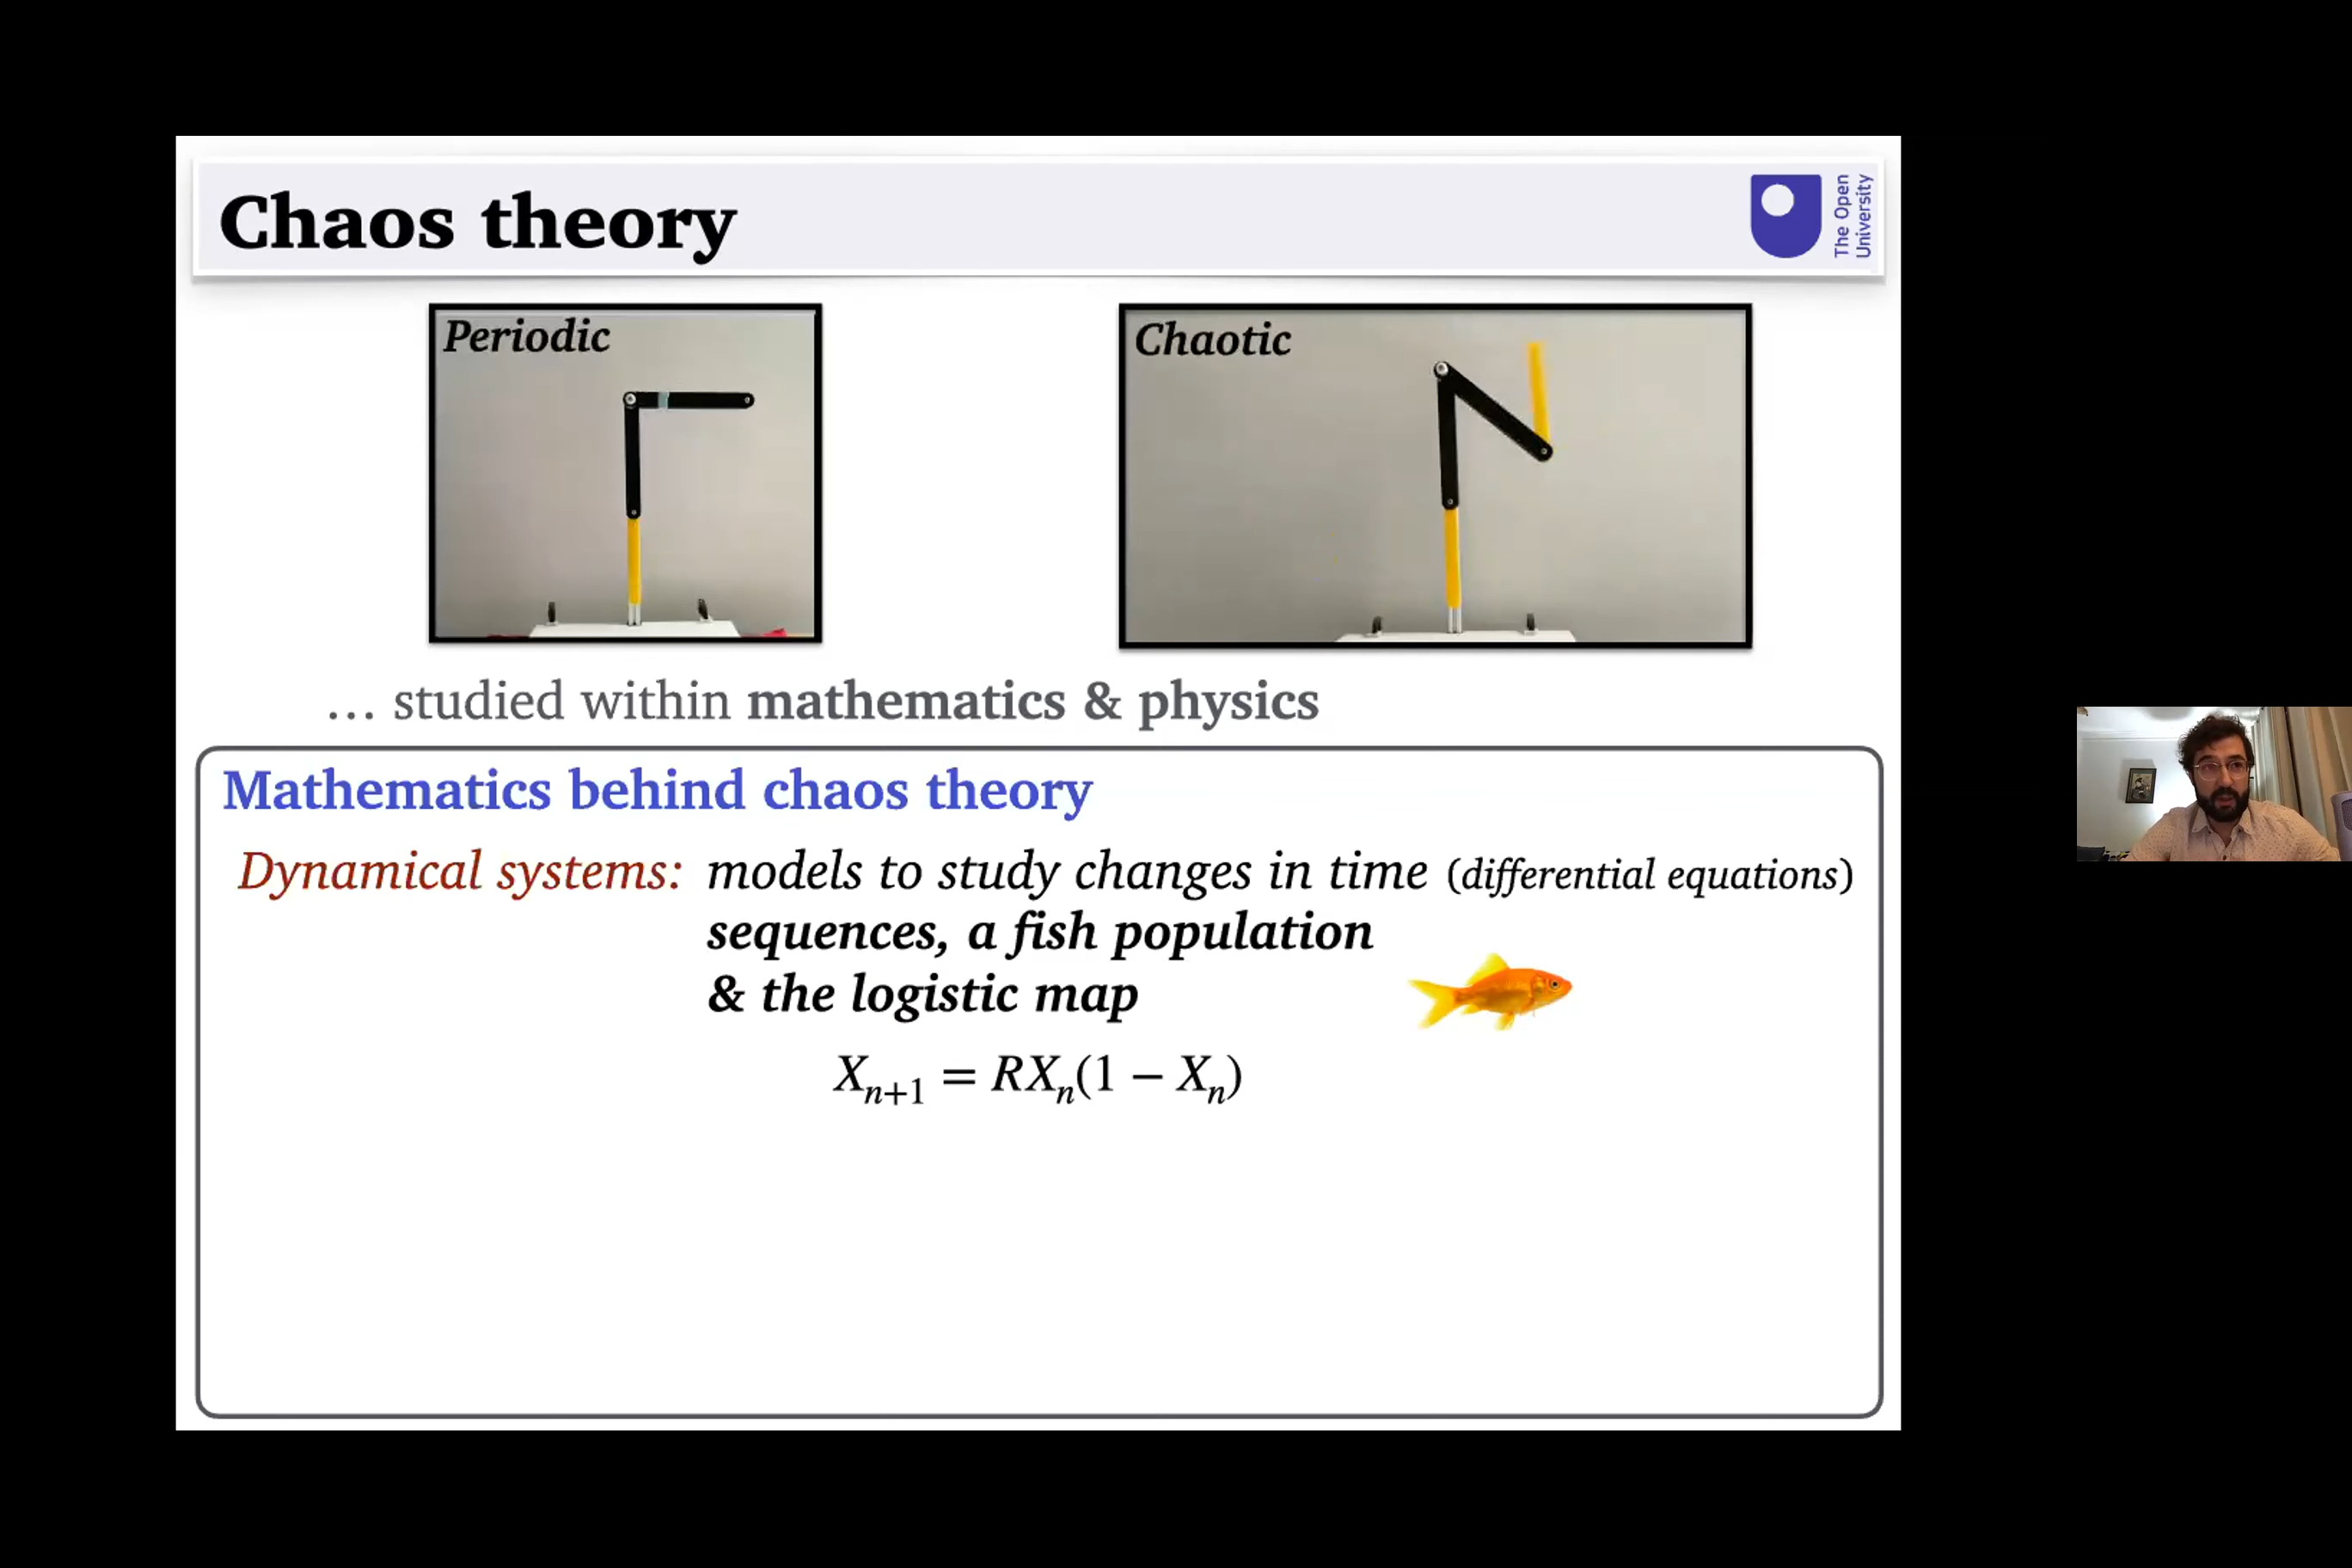 Chaos theory
The Open
University
Periodic
Chaotic
… studied within mathematics & physics
Mathematics behind chaos theory
Dynamical systems: models to study changes in time (differential equations)
sequences, a fish population
& the logistic map
Xₙ₊₁ = RXₙ(1 − Xₙ)